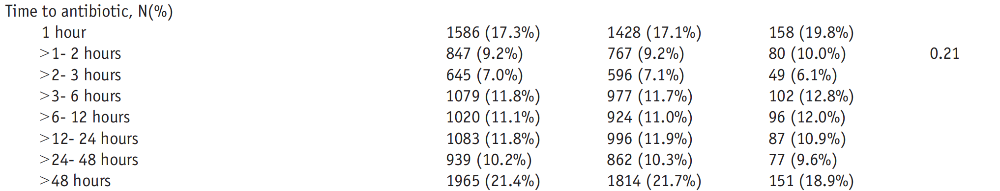 Time to antibiotic, N(%)
1 hour 1586 (17.3%) 1428 (17.1%) 158 (19.8%)
>1- 2 hours 847 (9.2%) 767 (9.2%) 80 (10.0%) 0.21
>2- 3 hours 645 (7.0%) 596 (7.1%) 49 (6.1%)
>3- 6 hours 1079 (11.8%) 977 (11.7%) 102 (12.8%)
>6- 12 hours 1020 (11.1%) 924 (11.0%) 96 (12.0%)
>12- 24 hours 1083 (11.8%) 996 (11.9%) 87 (10.9%)
>24- 48 hours 939 (10.2%) 862 (10.3%) 77 (9.6%)
>48 hours 1965 (21.4%) 1814 (21.7%) 151 (18.9%)